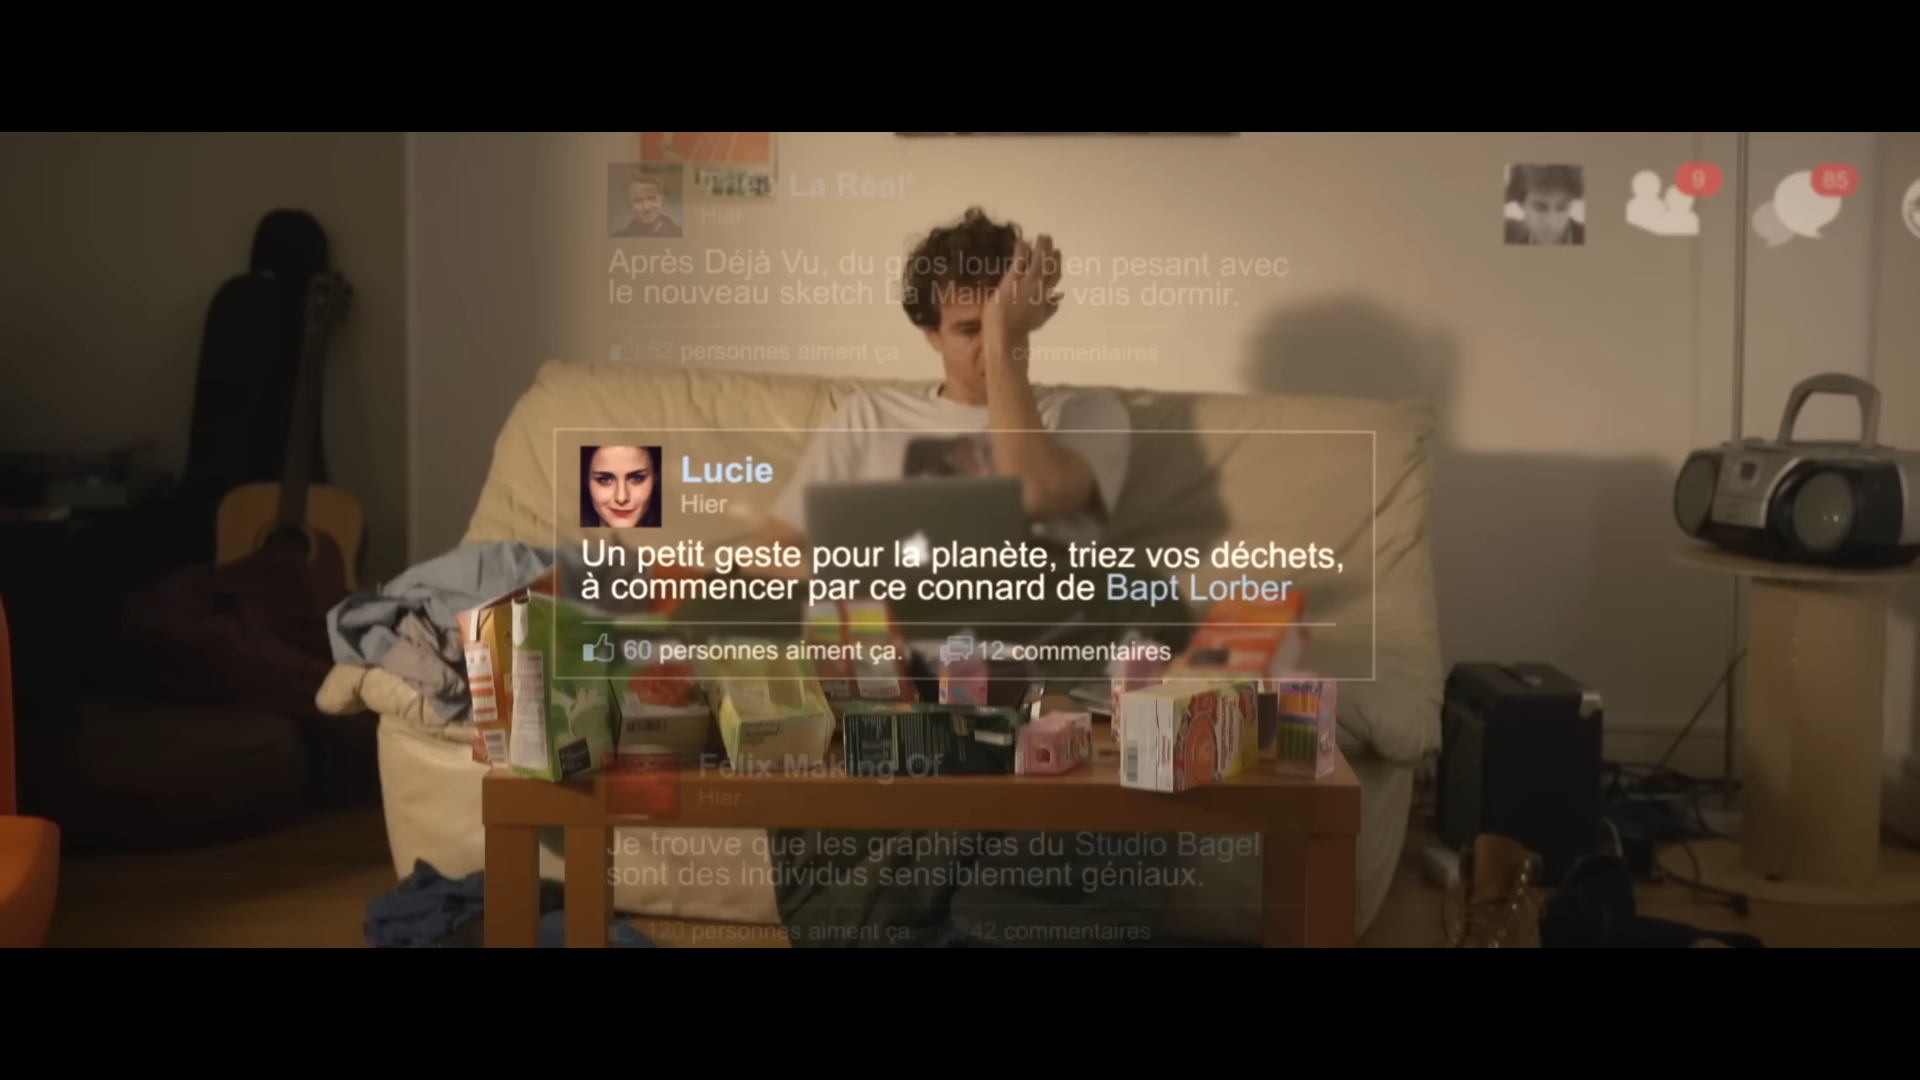 La Réal'
Hier
9
85
Après Déjà Vu, du gros lourd bien pesant avec
le nouveau sketch La Main ! Je vais dormir.
52 personnes aiment ça
commentaires
Lucie
Hier
Un petit geste pour la planète, triez vos déchets,
à commencer par ce connard de Bapt Lorber
60 personnes aiment ça.
12 commentaires
Félix Making Of
Hier
Je trouve que les graphistes du Studio Bagel
sont des individus sensiblement géniaux.
120 personnes aiment ça.
42 commentaires